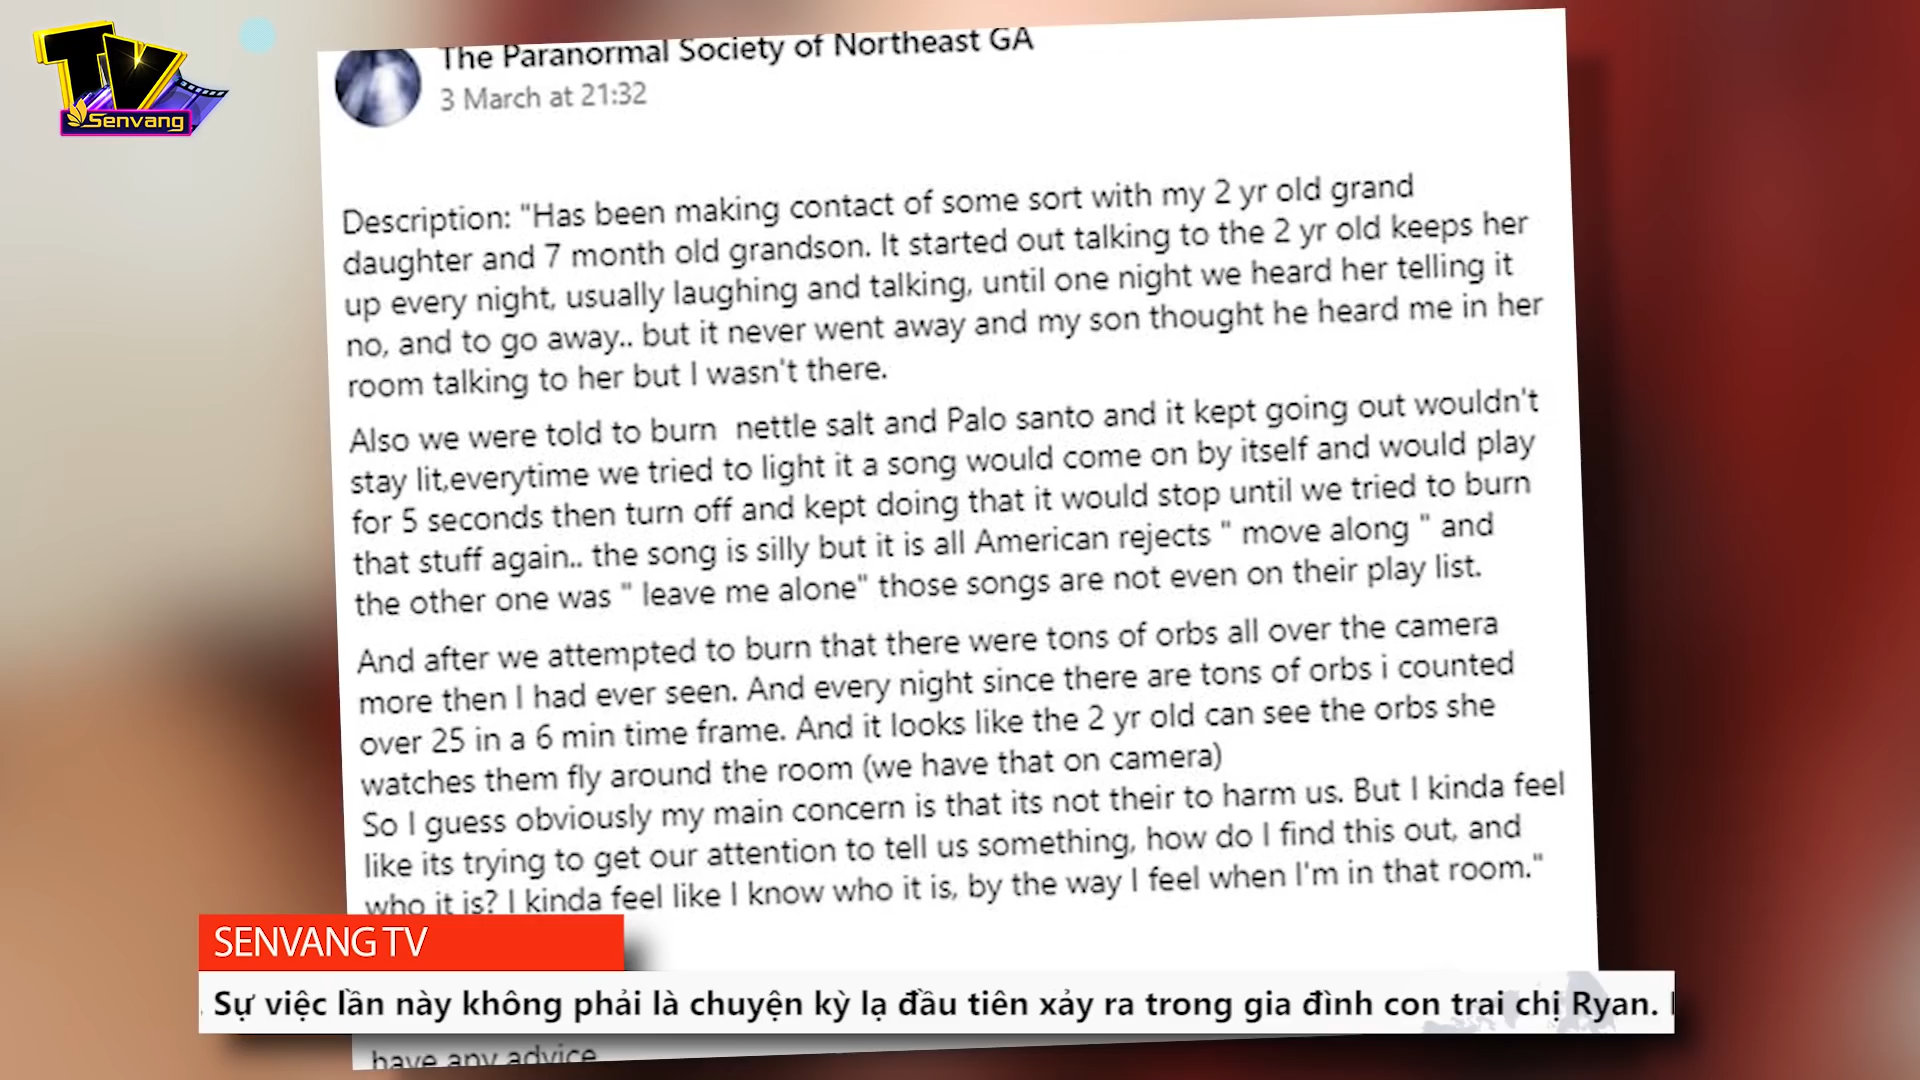 TV
Senvang
The Paranormal Society of Northeast GA
3 March at 21:32
Description: "Has been making contact of some sort with my 2 yr old grand
daughter and 7 month old grandson. It started out talking to the 2 yr old keeps her
up every night, usually laughing and talking, until one night we heard her telling it
no, and to go away.. but it never went away and my son thought he heard me in her
room talking to her but I wasn't there.
Also we were told to burn  nettle salt and Palo santo and it kept going out wouldn't
stay lit,everytime we tried to light it a song would come on by itself and would play
for 5 seconds then turn off and kept doing that it would stop until we tried to burn
that stuff again.. the song is silly but it is all American rejects " move along " and
the other one was " leave me alone" those songs are not even on their play list.
And after we attempted to burn that there were tons of orbs all over the camera
more then I had ever seen. And every night since there are tons of orbs i counted
over 25 in a 6 min time frame. And it looks like the 2 yr old can see the orbs she
watches them fly around the room (we have that on camera)
So I guess obviously my main concern is that its not their to harm us. But I kinda feel
like its trying to get our attention to tell us something, how do I find this out, and
who it is? I kinda feel like I know who it is, by the way I feel when I'm in that room."
SENVANG TV
Sự việc lần này không phải là chuyện kỳ lạ đầu tiên xảy ra trong gia đình con trai chị Ryan.
have any advice